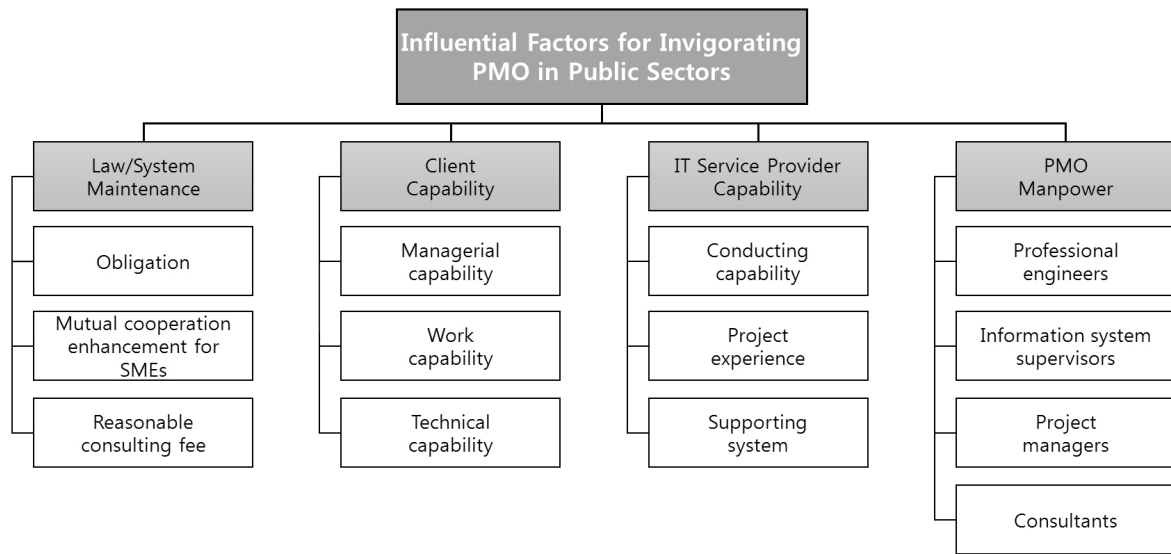 Influential Factors for Invigorating
PMO in Public Sectors
Law/System
Maintenance
Obligation
Mutual cooperation
enhancement for
SMEs
Reasonable
consulting fee
Client
Capability
Managerial
capability
Work
capability
Technical
capability
IT Service Provider
Capability
Conducting
capability
Project
experience
Supporting
system
PMO
Manpower
Professional
engineers
Information system
supervisors
Project
managers
Consultants